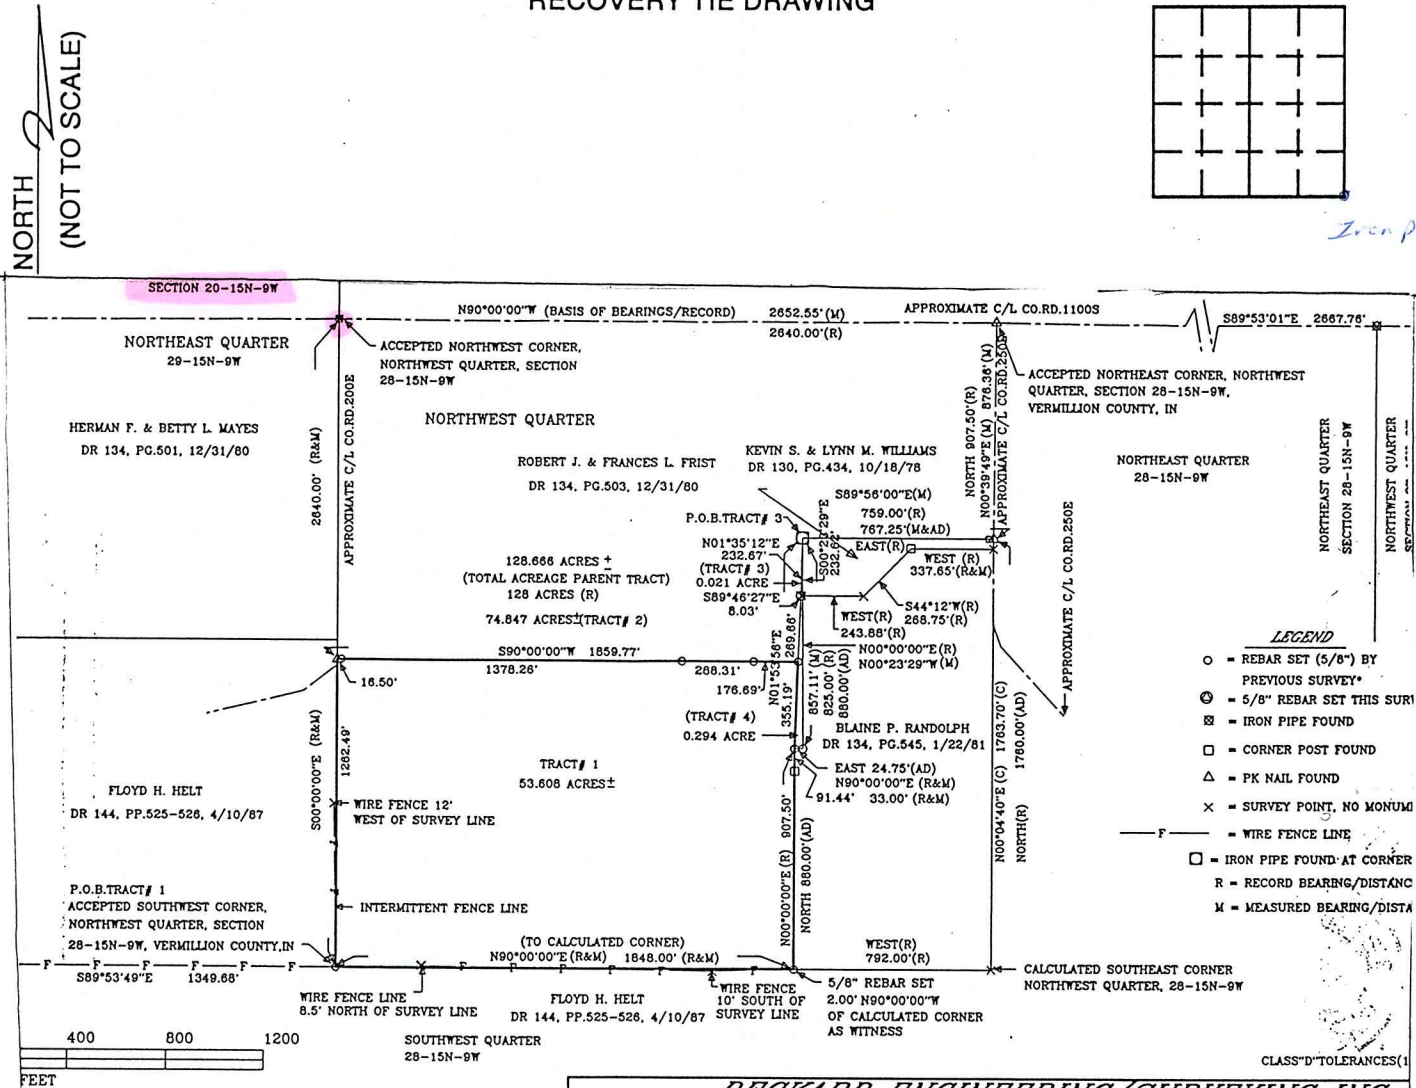 RECOVERY TIE DRAWING
NORTH
(NOT TO SCALE)
SECTION 20-15N-9W
N90°00'00"W (BASIS OF BEARINGS/RECORD)
2652.55'(M)
2640.00'(R)
APPROXIMATE C/L CO.RD.1100S
S89°53'01"E 2667.76'
NORTHEAST QUARTER
29-15N-9W
ACCEPTED NORTHWEST CORNER,
NORTHWEST QUARTER, SECTION
28-15N-9W
ACCEPTED NORTHEAST CORNER, NORTHWEST
QUARTER, SECTION 28-15N-9W,
VERMILLION COUNTY, IN
NORTHWEST QUARTER
HERMAN F. & BETTY L. MAYES
DR 134, PG.501, 12/31/80
2640.00' (R&M)
APPROXIMATE C/L CO.RD.200E
ROBERT J. & FRANCES L. FRIST
DR 134, PG.503, 12/31/80
KEVIN S. & LYNN M. WILLIAMS
DR 130, PG.434, 10/18/78
NORTH 907.50'(R)
N00°39'49"E(M) 876.36'(M)
APPROXIMATE C/L CO.RD.250E
NORTHEAST QUARTER
28-15N-9W
NORTHEAST QUARTER
SECTION 28-15N-9W
NORTHWEST QUARTER
S89°56'00"E(M)
759.00'(R)
767.25'(M&AD)
P.O.B.TRACT# 3
N01°35'12"E
232.67'
(TRACT# 3)
0.021 ACRE
S89°46'27"E
8.03'
232.62'
EAST(R)
WEST (R)
337.65'(R&M)
S44°12'W(R)
268.75'(R)
WEST(R)
243.88'(R)
N00°00'00"E(R)
N00°23'29"W(M)
128.666 ACRES ±
(TOTAL ACREAGE PARENT TRACT)
128 ACRES (R)
74.847 ACRES±(TRACT# 2)
APPROXIMATE C/L CO.RD.250E
S90°00'00"W 1859.77'
1378.26'
288.31'
176.69'
16.50'
N01°53'56"E
269.66'
355.19'
857.11'(M)
825.00'(R)
880.00'(AD)
(TRACT# 4)
0.294 ACRE
BLAINE P. RANDOLPH
DR 134, PG.545, 1/22/81
EAST 24.75'(AD)
N90°00'00"E (R&M)
33.00' (R&M)
91.44'
S00°00'00"E (R&M)
1262.49'
TRACT# 1
53.608 ACRES±
FLOYD H. HELT
DR 144, PP.525-526, 4/10/87
WIRE FENCE 12'
WEST OF SURVEY LINE
INTERMITTENT FENCE LINE
N00°00'00"E(R) 907.50'
NORTH 880.00'(AD)
N00°04'40"E(C) 1763.70'(C)
1760.00'(AD)
NORTH(R)
P.O.B.TRACT# 1
ACCEPTED SOUTHWEST CORNER,
NORTHWEST QUARTER, SECTION
28-15N-9W, VERMILLION COUNTY,IN
F F F F F F
S89°53'49"E 1349.68'
(TO CALCULATED CORNER)
N90°00'00"E(R&M) 1848.00' (R&M)
WEST(R)
792.00'(R)
CALCULATED SOUTHEAST CORNER
NORTHWEST QUARTER, 28-15N-9W
WIRE FENCE LINE
8.5' NORTH OF SURVEY LINE
FLOYD H. HELT
DR 144, PP.525-526, 4/10/87
WIRE FENCE
10' SOUTH OF
SURVEY LINE
5/8" REBAR SET
2.00' N90°00'00"W
OF CALCULATED CORNER
AS WITNESS
SOUTHWEST QUARTER
28-15N-9W
400 800 1200
FEET
LEGEND
= REBAR SET (5/8") BY
PREVIOUS SURVEY*
= 5/8" REBAR SET THIS SUR
= IRON PIPE FOUND
= CORNER POST FOUND
= PK NAIL FOUND
= SURVEY POINT, NO MONUM
F = WIRE FENCE LINE
= IRON PIPE FOUND AT CORNER
R = RECORD BEARING/DISTANC
M = MEASURED BEARING/DISTA
CLASS"D"TOLERANCES(1
Iron P